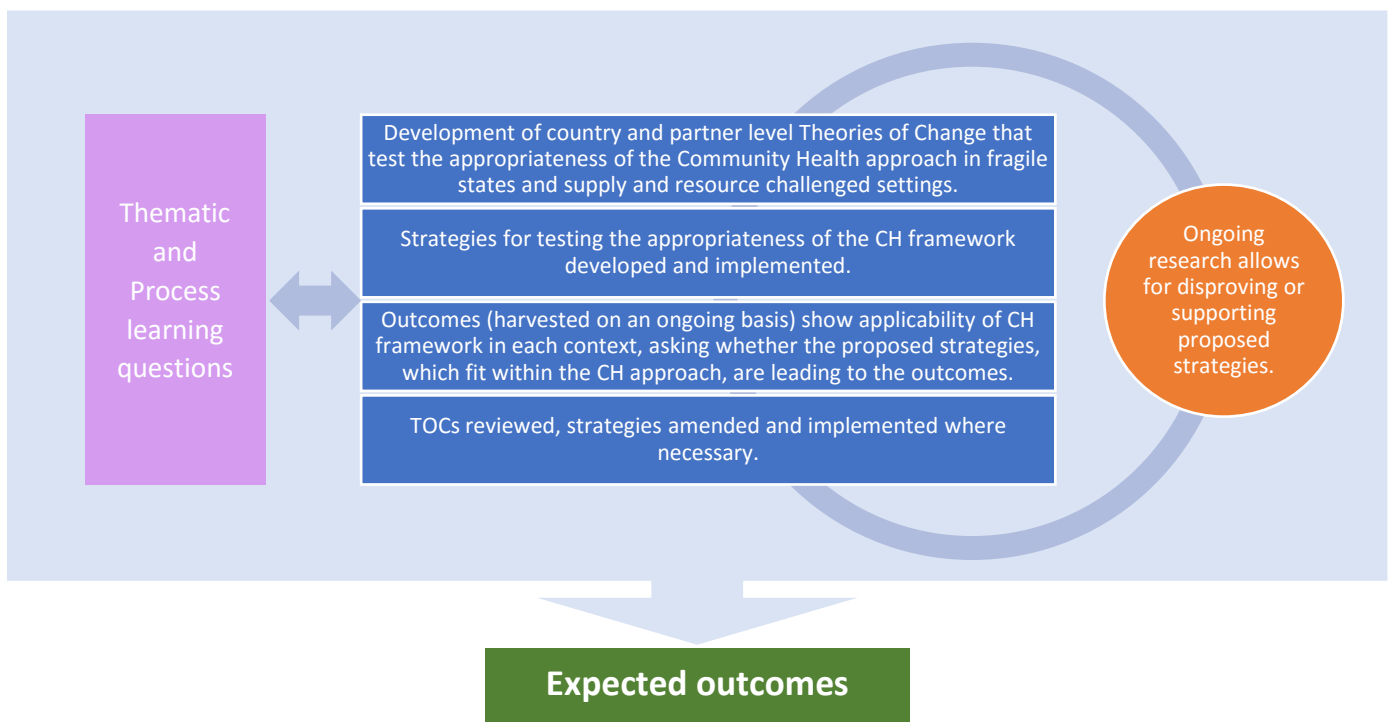 Thematic
and
Process
learning
questions
Development of country and partner level Theories of Change that
test the appropriateness of the Community Health approach in fragile
states and supply and resource challenged settings.
Strategies for testing the appropriateness of the CH framework
developed and implemented.
Outcomes (harvested on an ongoing basis) show applicability of CH
framework in each context, asking whether the proposed strategies,
which fit within the CH approach, are leading to the outcomes.
TOCs reviewed, strategies amended and implemented where
necessary.
Ongoing
research allows
for disproving or
supporting
proposed
strategies.
Expected outcomes